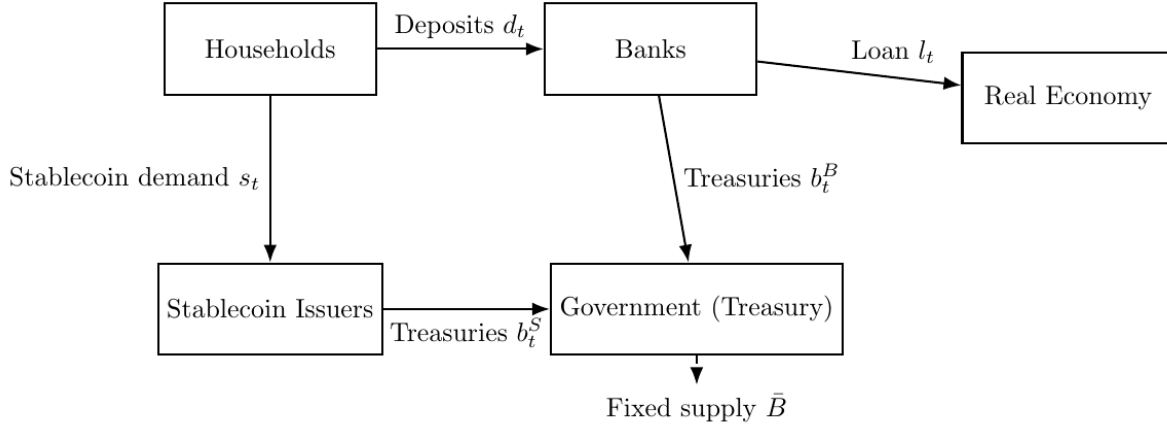 Households
Deposits $d_t$
Banks
Loan $l_t$
Real Economy
Stablecoin demand $s_t$
Treasuries $b_t^B$
Stablecoin Issuers
Treasuries $b_t^S$
Government (Treasury)
Fixed supply $\bar{B}$